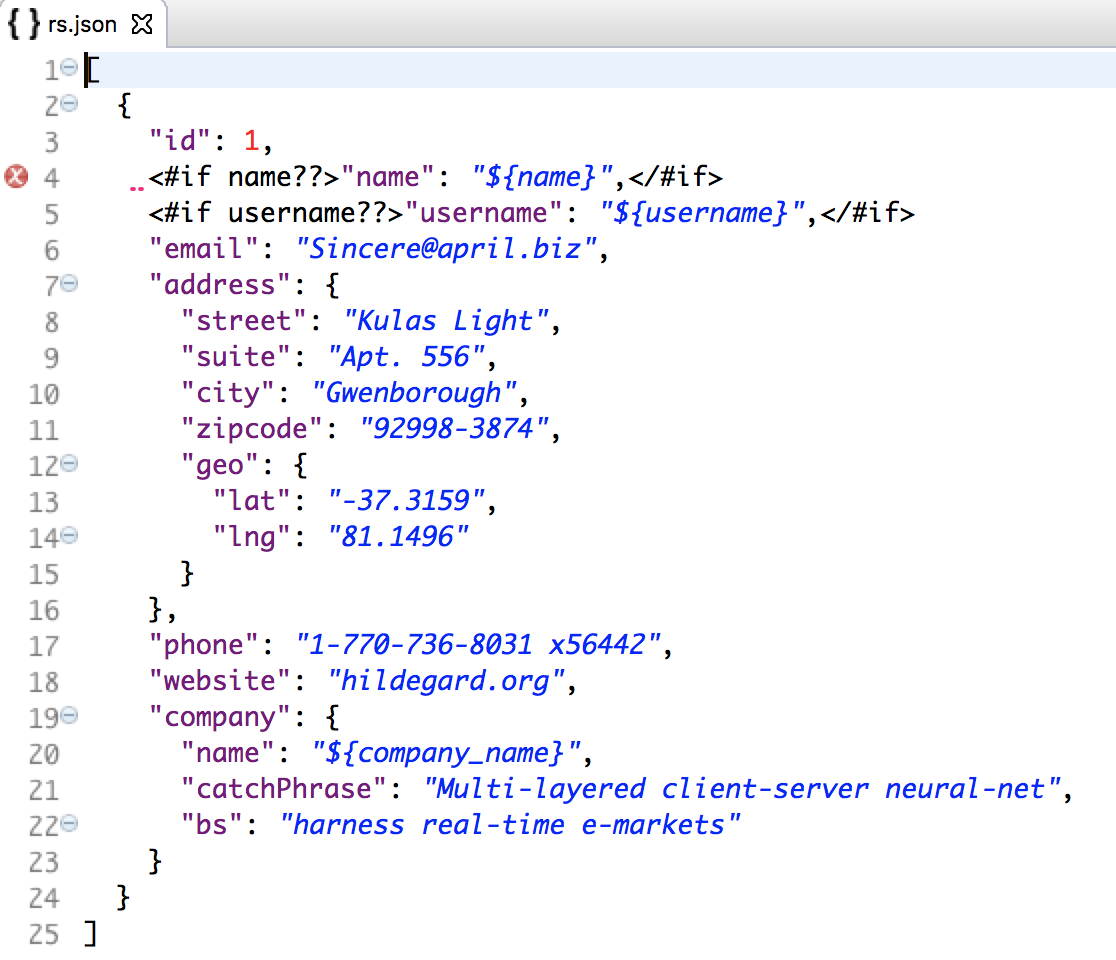 { } rs.json
1 [
2   {
3     "id": 1,
4     <#if name??>"name": "${name}",</#if>
5     <#if username??>"username": "${username}",</#if>
6     "email": "Sincere@april.biz",
7     "address": {
8       "street": "Kulas Light",
9       "suite": "Apt. 556",
10       "city": "Gwenborough",
11       "zipcode": "92998-3874",
12       "geo": {
13         "lat": "-37.3159",
14         "lng": "81.1496"
15       }
16     },
17     "phone": "1-770-736-8031 x56442",
18     "website": "hildegard.org",
19     "company": {
20       "name": "${company_name}",
21       "catchPhrase": "Multi-layered client-server neural-net",
22       "bs": "harness real-time e-markets"
23     }
24   }
25 ]